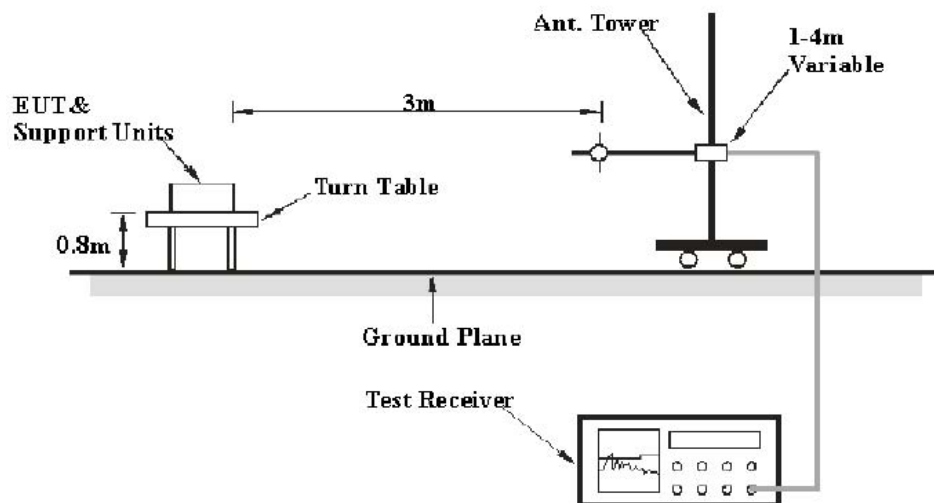 Ant. Tower
1-4m
Variable
3m
EUT&
Support Units
Turn Table
0.8m
Ground Plane
Test Receiver